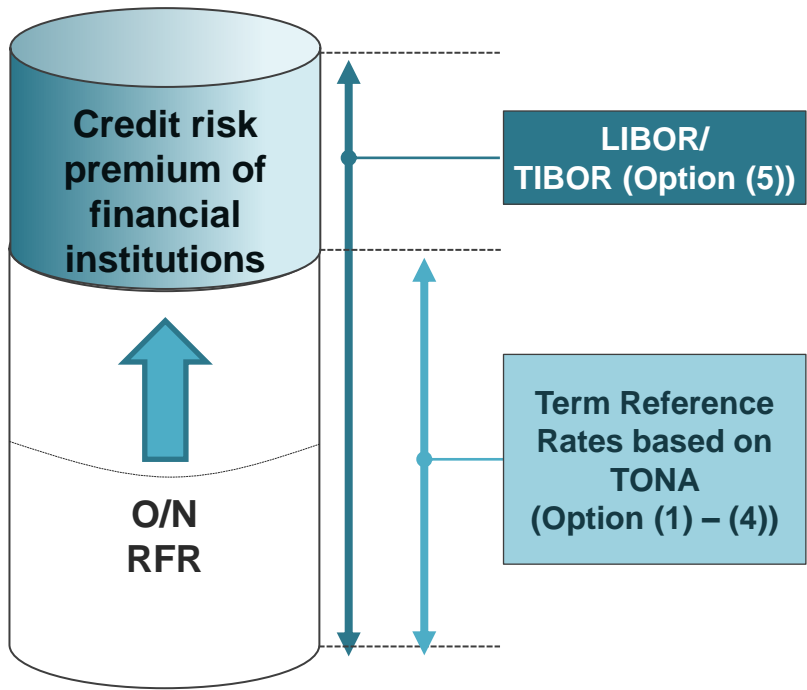 Credit risk
premium of
financial
institutions
O/N
RFR
LIBOR/
TIBOR (Option (5))
Term Reference
Rates based on
TONA
(Option (1) – (4))